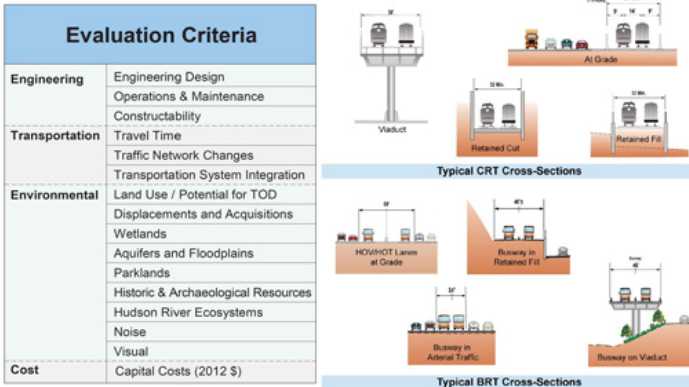 Evaluation Criteria
Engineering
Engineering Design
Operations & Maintenance
Constructability
Transportation
Travel Time
Traffic Network Changes
Transportation System Integration
Environmental
Land Use / Potential for TOD
Displacements and Acquisitions
Wetlands
Aquifers and Floodplains
Parklands
Historic & Archaeological Resources
Hudson River Ecosystems
Noise
Visual
Cost
Capital Costs (2012 $)
Viaduct
At Grade
Retained Cut
Retained Fill
Typical CRT Cross-Sections
HOV/HOT Lanes
at Grade
Busway in
Retained Fill
Busway in
Arterial Traffic
Busway on Viaduct
Typical BRT Cross-Sections